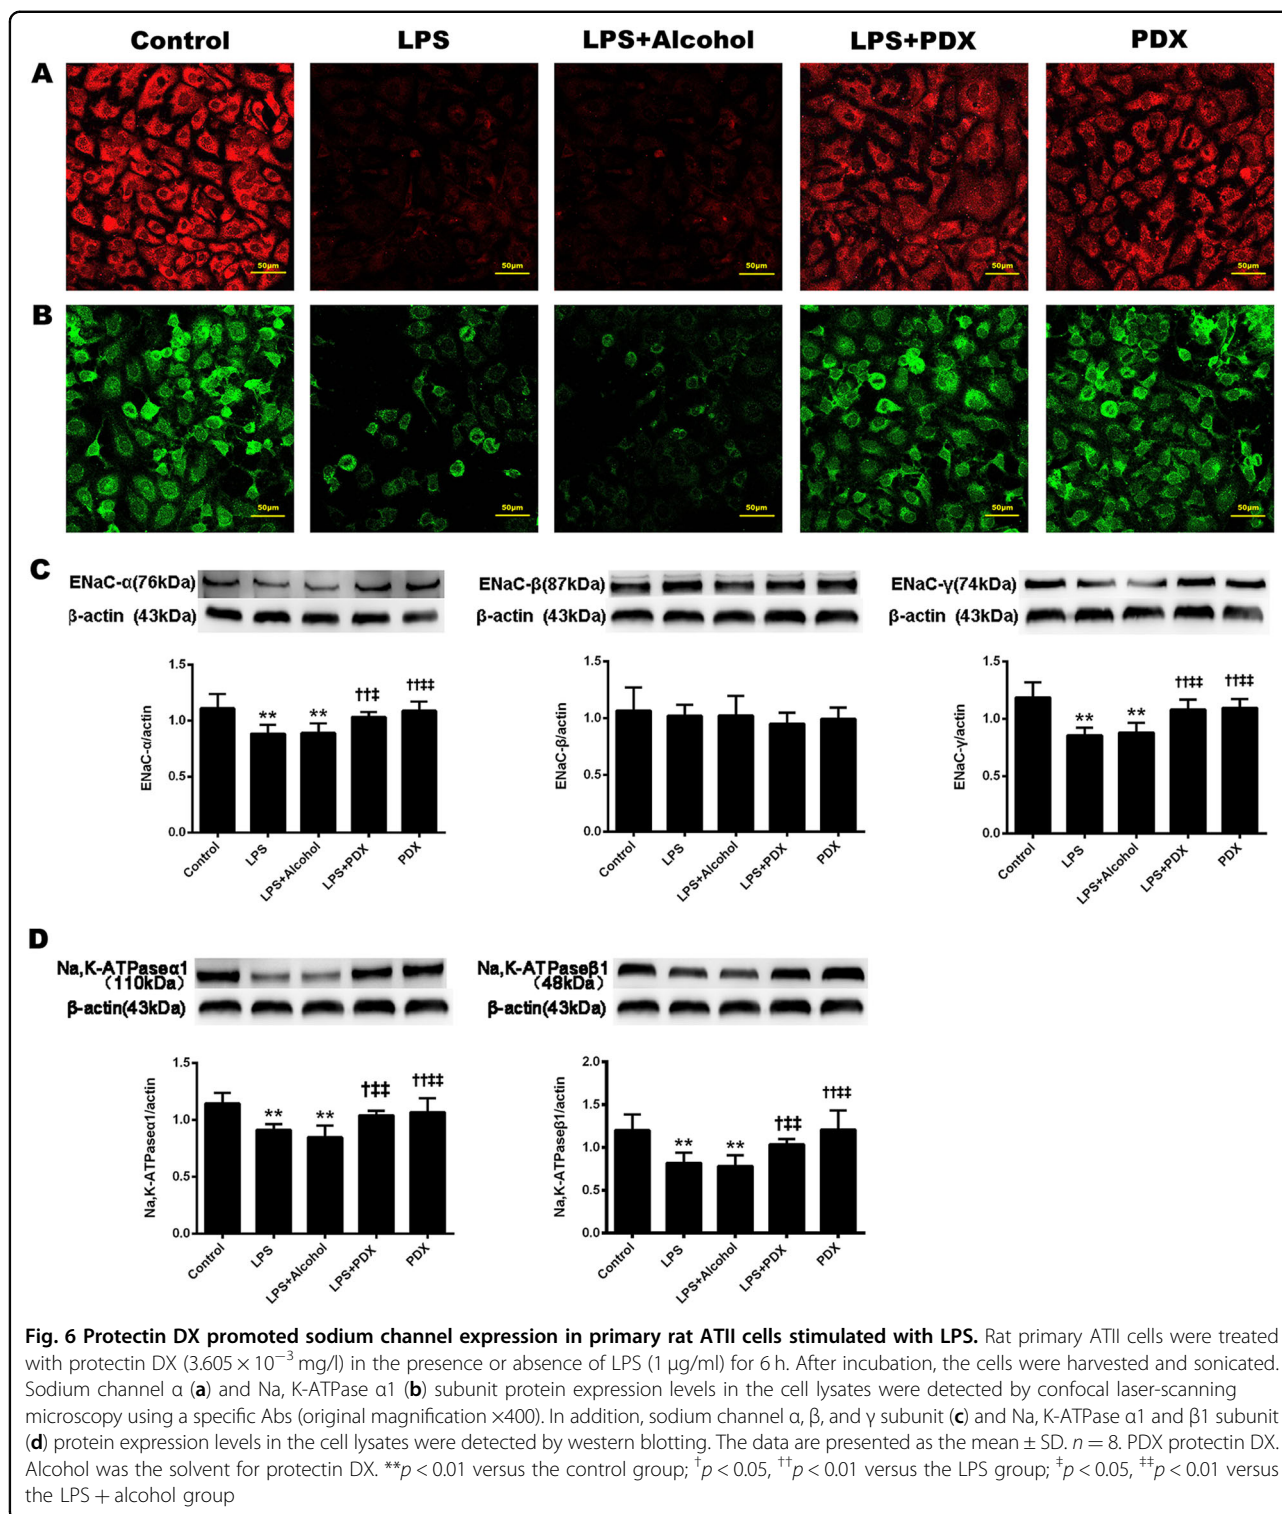 Control LPS LPS+Alcohol LPS+PDX PDX
A
50μm 50μm 50μm 50μm 50μm
B
50μm 50μm 50μm 50μm 50μm
C
ENaC-α(76kDa) ENaC-β(87kDa) ENaC-γ(74kDa)
β-actin (43kDa) β-actin (43kDa) β-actin (43kDa)
ENaC-α/actin
1.5
1.0
0.5
0.0
** ** ††‡ ††‡‡
Control LPS LPS+Alcohol LPS+PDX PDX
ENaC-β/actin
1.5
1.0
0.5
0.0
Control LPS LPS+Alcohol LPS+PDX PDX
ENaC-γ/actin
1.5
1.0
0.5
0.0
** ** ††‡‡ ††‡‡
Control LPS LPS+Alcohol LPS+PDX PDX
D
Na,K-ATPaseα1
(110kDa)
β-actin(43kDa)
Na,K-ATPaseβ1
(48kDa)
β-actin(43kDa)
Na,K-ATPaseα1/actin
1.5
1.0
0.5
0.0
** ** †‡‡ ††‡‡
Control LPS LPS+Alcohol LPS+PDX PDX
Na,K-ATPaseβ1/actin
2.0
1.5
1.0
0.5
0.0
** ** †‡‡ ††‡‡
Control LPS LPS+Alcohol LPS+PDX PDX
Fig. 6 Protectin DX promoted sodium channel expression in primary rat ATII cells stimulated with LPS. Rat primary ATII cells were treated
with protectin DX (3.605 × 10⁻³ mg/l) in the presence or absence of LPS (1 μg/ml) for 6 h. After incubation, the cells were harvested and sonicated.
Sodium channel α (a) and Na, K-ATPase α1 (b) subunit protein expression levels in the cell lysates were detected by confocal laser-scanning
microscopy using a specific Abs (original magnification ×400). In addition, sodium channel α, β, and γ subunit (c) and Na, K-ATPase α1 and β1 subunit
(d) protein expression levels in the cell lysates were detected by western blotting. The data are presented as the mean ± SD. n = 8. PDX protectin DX.
Alcohol was the solvent for protectin DX. **p < 0.01 versus the control group; †p < 0.05, ††p < 0.01 versus the LPS group; ‡p < 0.05, ‡‡p < 0.01 versus
the LPS + alcohol group